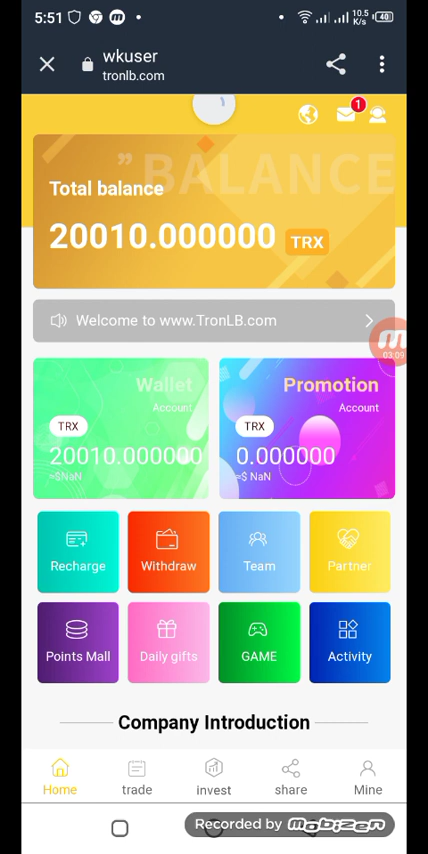 5:51
10.5
K/s
40
wkuser
tronlb.com
1
BALANCE
Total balance
20010.000000 TRX
Welcome to www.TronLB.com
03:09
Wallet
Account
TRX
20010.000000
≈$NaN
Promotion
Account
TRX
0.000000
≈$ NaN
Recharge
Withdraw
Team
Partner
Points Mall
Daily gifts
GAME
Activity
Company Introduction
Home
trade
invest
share
Mine
Recorded by mobizen